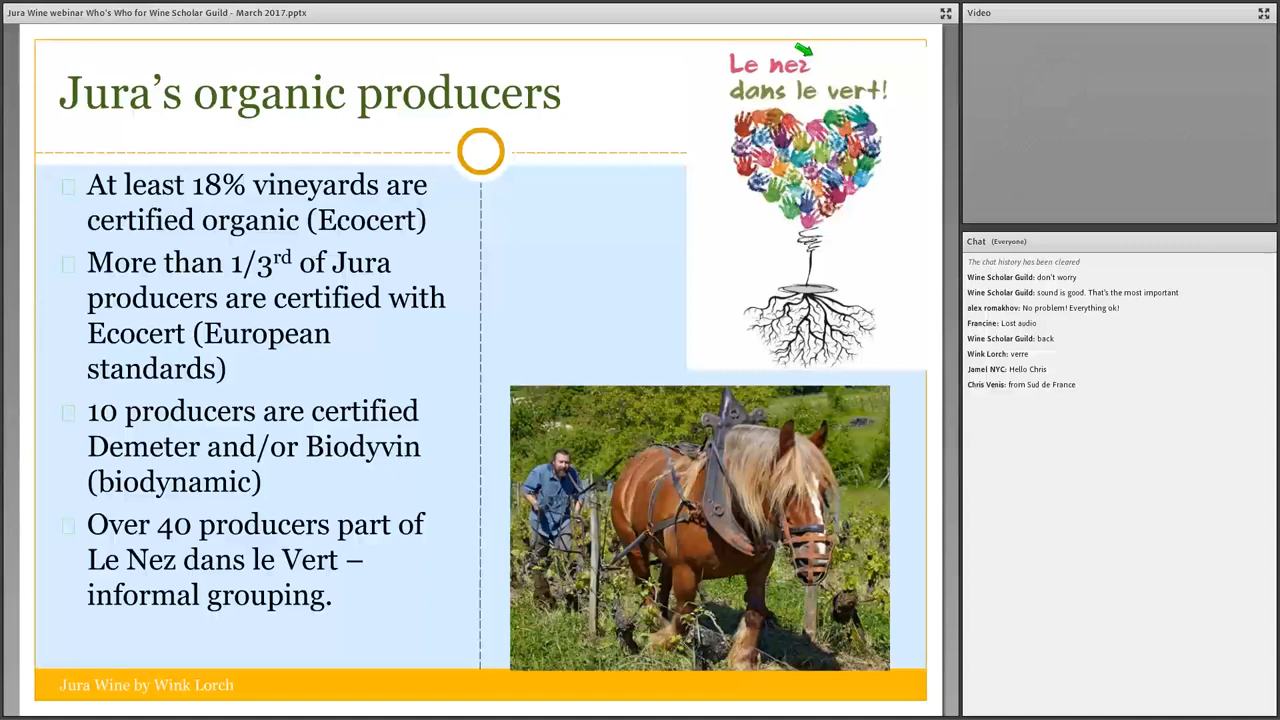 Jura Wine webinar Who's Who for Wine Scholar Guild - March 2017.pptx
Jura's organic producers
At least 18% vineyards are
certified organic (Ecocert)
More than 1/3rd of Jura
producers are certified with
Ecocert (European
standards)
10 producers are certified
Demeter and/or Biodyvin
(biodynamic)
Over 40 producers part of
Le Nez dans le Vert –
informal grouping.
Le nez
dans le vert!
Jura Wine by Wink Lorch
Video
Chat (Everyone)
The chat history has been cleared
Wine Scholar Guild: don't worry
Wine Scholar Guild: sound is good. That's the most important
alex romakhov: No problem! Everything ok!
Francine: Lost audio
Wine Scholar Guild: back
Wink Lorch: verre
Jamel NYC: Hello Chris
Chris Venis: from Sud de France